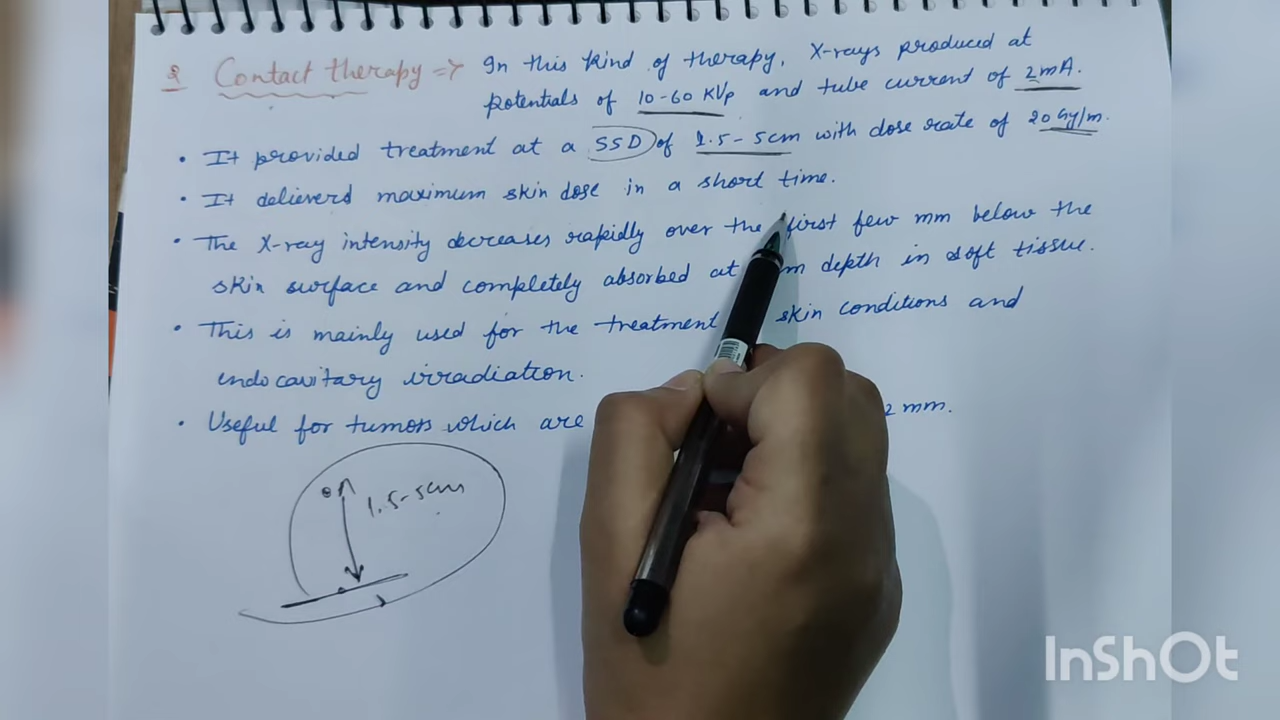 Q Contact therapy => In this kind of therapy, X-rays produced at
potentials of 10-60 KVp and tube current of 2mA.
• It provided treatment at a SSD of 1.5-5cm with dose rate of 20Gy/m.
• It deliverd maximum skin dose in a short time.
• The X-ray intensity decreases rapidly over the first few mm below the
skin surface and completely absorbed at m depth in soft tissue.
• This is mainly used for the treatment skin conditions and
endocavitary irradiation.
• Useful for tumors which are 2 mm.
1.5-5cm
InShOt